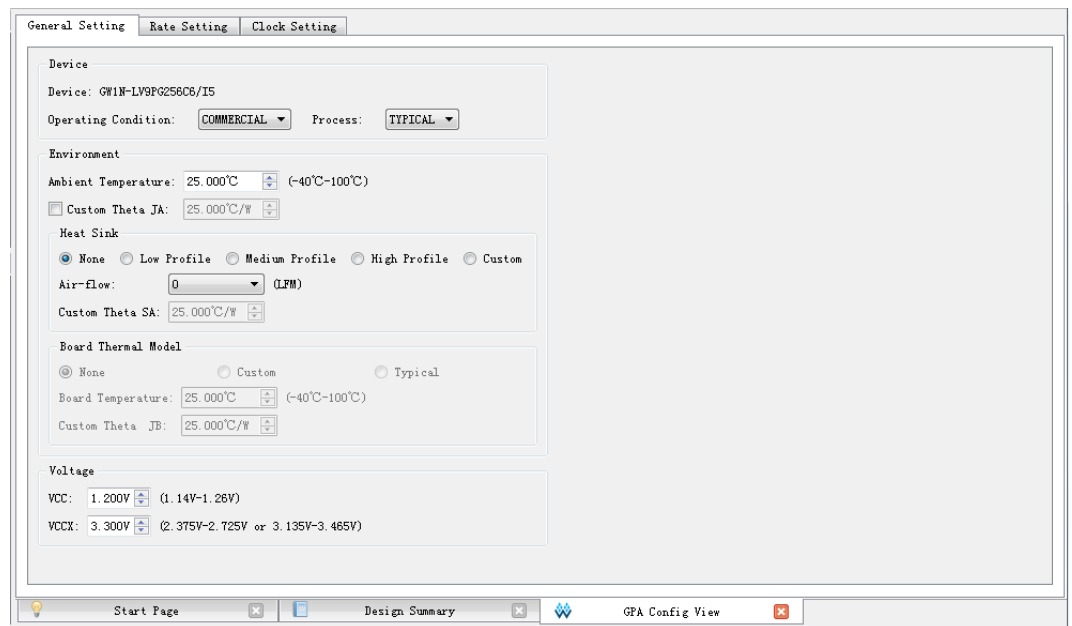 General Setting Rate Setting Clock Setting
Device
Device: GW1N-LV9PG256C6/I5
Operating Condition: COMMERCIAL Process: TYPICAL
Environment
Ambient Temperature: 25.000℃ (-40℃-100℃)
Custom Theta JA: 25.000℃/W
Heat Sink
None Low Profile Medium Profile High Profile Custom
Air-flow: 0 (LFM)
Custom Theta SA: 25.000℃/W
Board Thermal Model
None Custom Typical
Board Temperature: 25.000℃ (-40℃-100℃)
Custom Theta JB: 25.000℃/W
Voltage
VCC: 1.200V (1.14V-1.26V)
VCCX: 3.300V (2.375V-2.725V or 3.135V-3.465V)
Start Page Design Summary GPA Config View